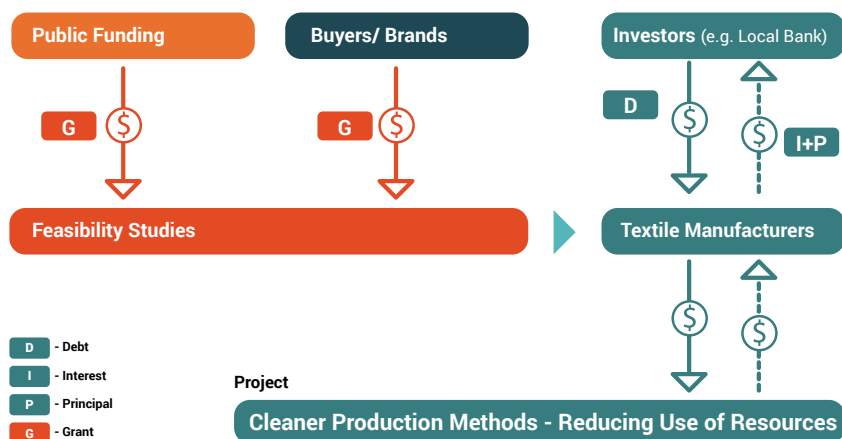 Public Funding
Buyers/ Brands
Investors (e.g. Local Bank)
G
$
G
$
D
$
$
I+P
Feasibility Studies
Textile Manufacturers
$
$
D - Debt
I - Interest
P - Principal
G - Grant
Project
Cleaner Production Methods - Reducing Use of Resources